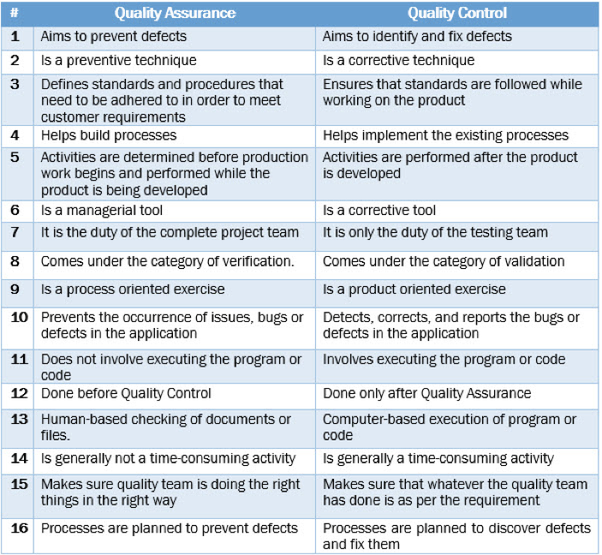 # Quality Assurance Quality Control
1 Aims to prevent defects Aims to identify and fix defects
2 Is a preventive technique Is a corrective technique
3 Defines standards and procedures that Ensures that standards are followed while
need to be adhered to in order to meet working on the product
customer requirements
4 Helps build processes Helps implement the existing processes
5 Activities are determined before production Activities are performed after the product
work begins and performed while the is developed
product is being developed
6 Is a managerial tool Is a corrective tool
7 It is the duty of the complete project team It is only the duty of the testing team
8 Comes under the category of verification. Comes under the category of validation
9 Is a process oriented exercise Is a product oriented exercise
10 Prevents the occurrence of issues, bugs or Detects, corrects, and reports the bugs or
defects in the application defects in the application
11 Does not involve executing the program or Involves executing the program or code
code
12 Done before Quality Control Done only after Quality Assurance
13 Human-based checking of documents or Computer-based execution of program or
files. code
14 Is generally not a time-consuming activity Is generally a time-consuming activity
15 Makes sure quality team is doing the right Makes sure that whatever the quality team
things in the right way has done is as per the requirement
16 Processes are planned to prevent defects Processes are planned to discover defects
and fix them